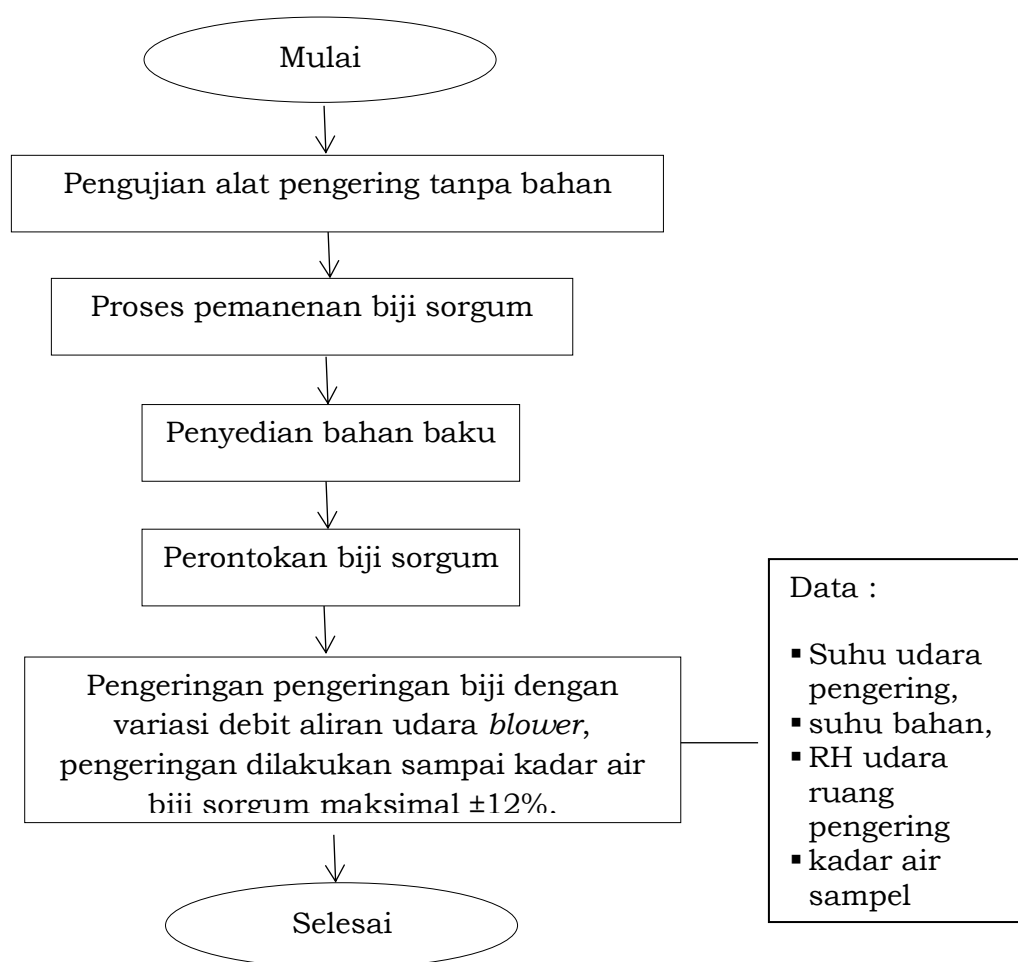 Mulai
Pengujian alat pengering tanpa bahan
Proses pemanenan biji sorgum
Penyedian bahan baku
Perontokan biji sorgum
Pengeringan pengeringan biji dengan
variasi debit aliran udara blower,
pengeringan dilakukan sampai kadar air
biji sorgum maksimal ±12%.
Data :
▪ Suhu udara
pengering,
▪ suhu bahan,
▪ RH udara
ruang
pengering
▪ kadar air
sampel
Selesai